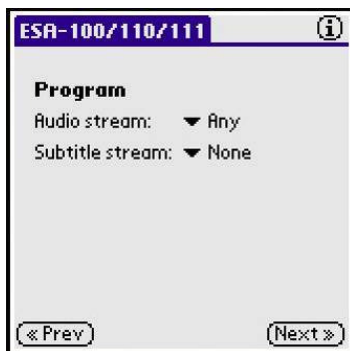 ESA-100/110/111
Program
Audio stream: Any
Subtitle stream: None
« Prev Next »